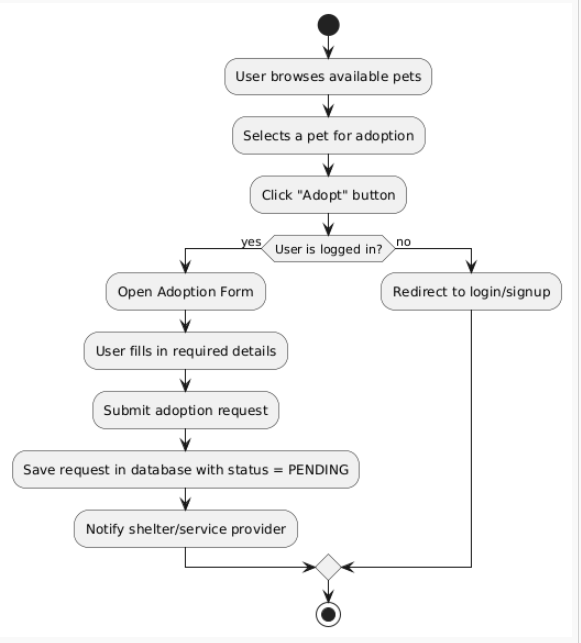 User browses available pets
Selects a pet for adoption
Click "Adopt" button
User is logged in?
yes
no
Open Adoption Form
Redirect to login/signup
User fills in required details
Submit adoption request
Save request in database with status = PENDING
Notify shelter/service provider